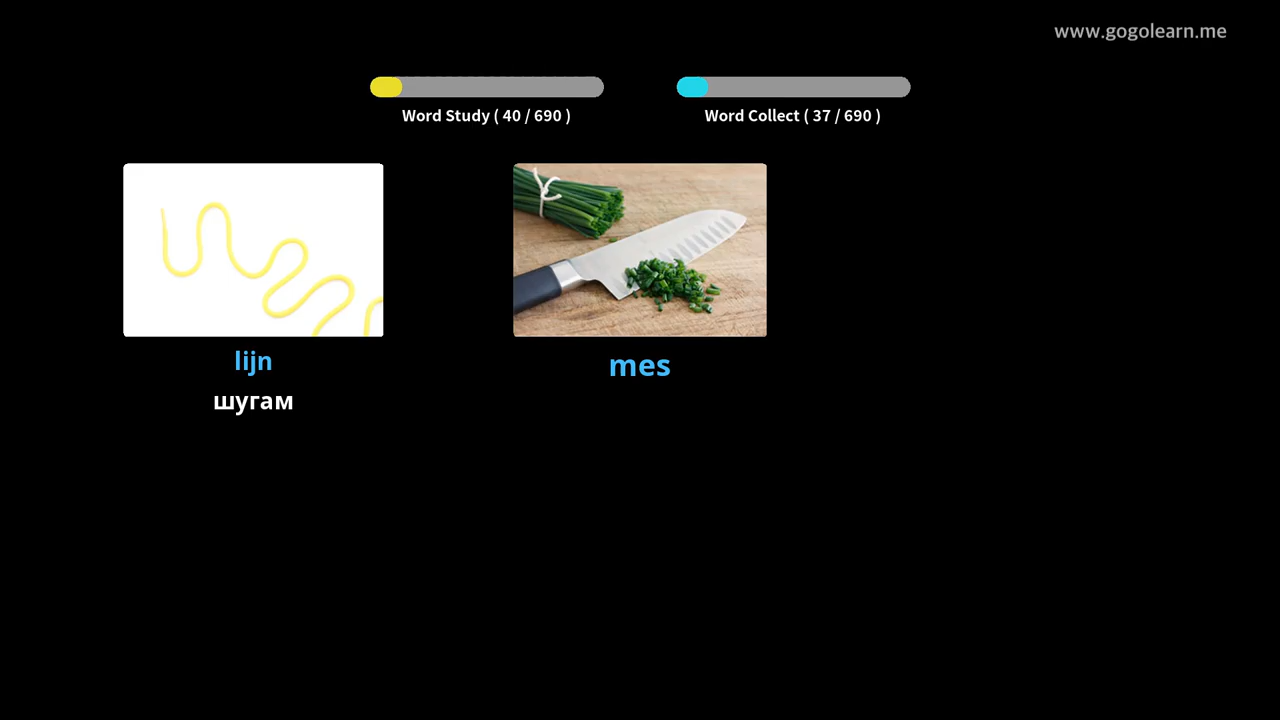 www.gogolearn.me
Word Study ( 40 / 690 )
Word Collect ( 37 / 690 )
lijn
шугам
mes